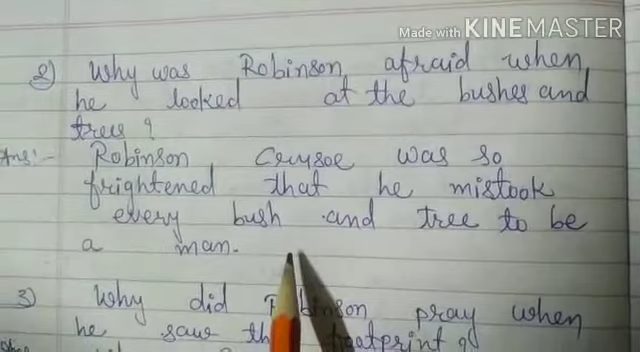 Made with KINEMASTER
2) Why was Robinson afraid when
he looked at the bushes and
trees ?
Ans:- Robinson Cruysoe was so
frightened that he mistook
every bush and tree to be
a man.
3) Why did Robinson pray when
he saw the footprint ?